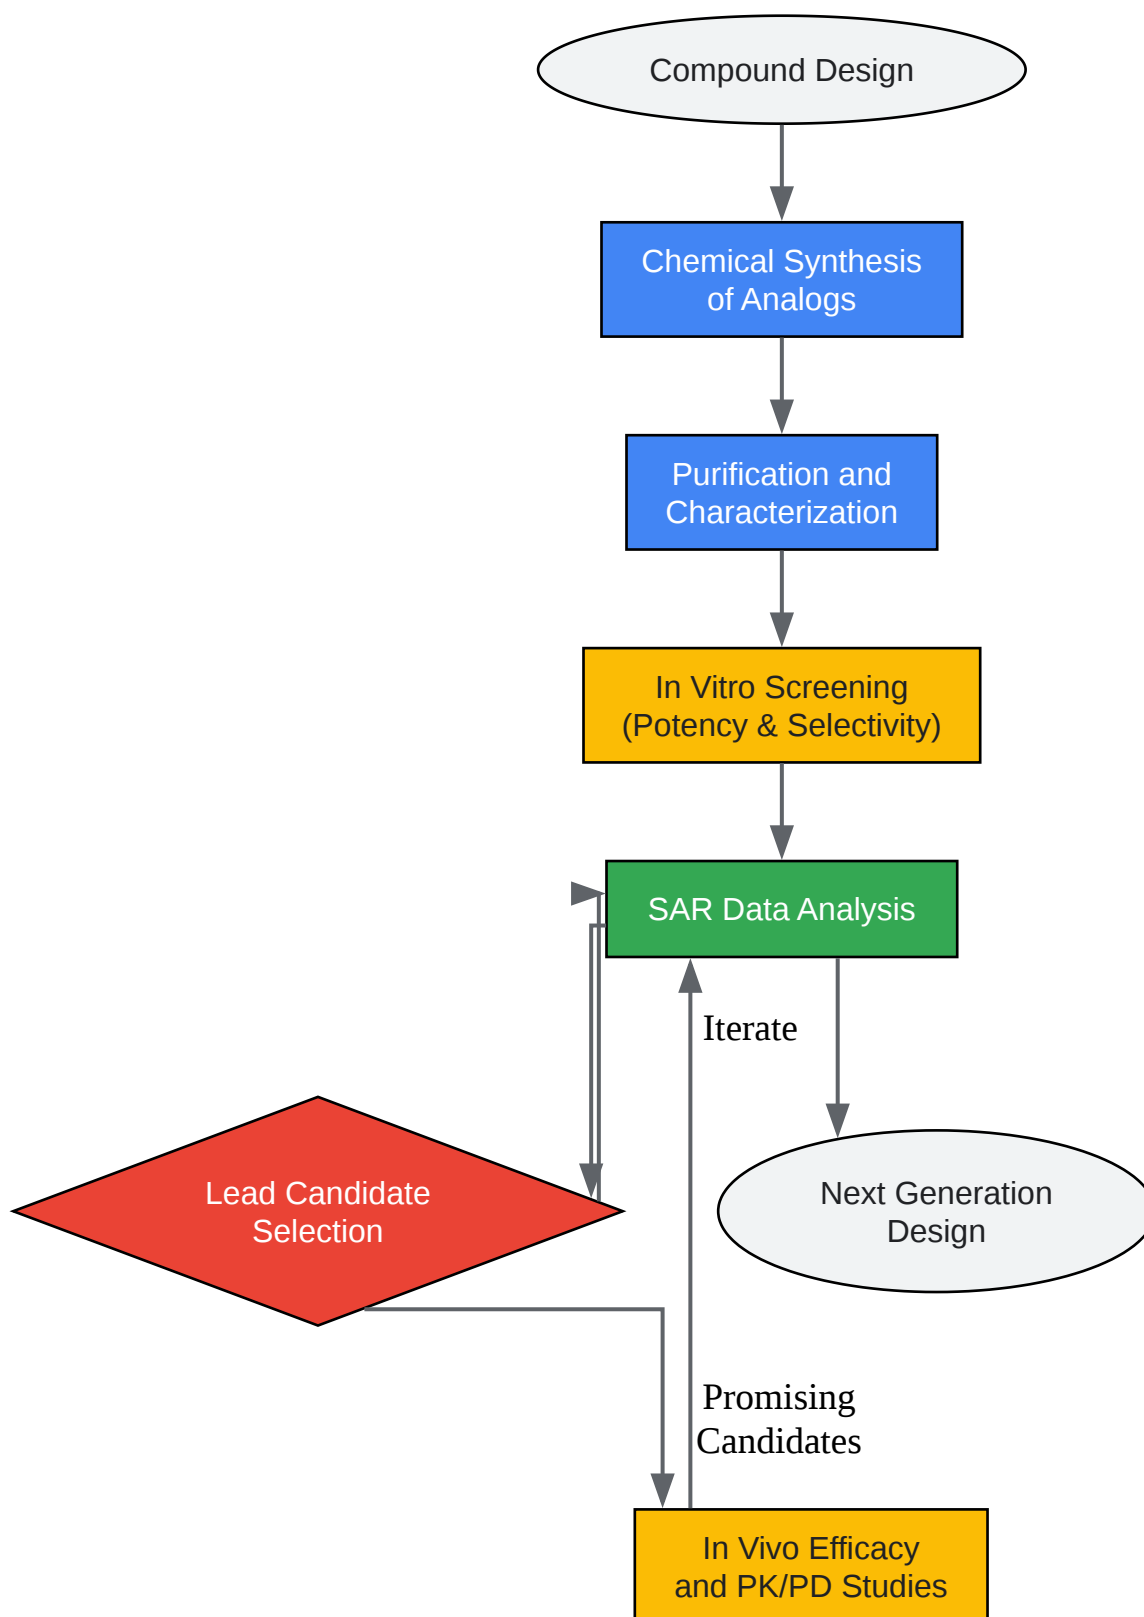 Compound Design
Chemical Synthesis
of Analogs
Purification and
Characterization
In Vitro Screening
(Potency & Selectivity)
SAR Data Analysis
Iterate
Lead Candidate
Selection
Next Generation
Design
Promising
Candidates
In Vivo Efficacy
and PK/PD Studies